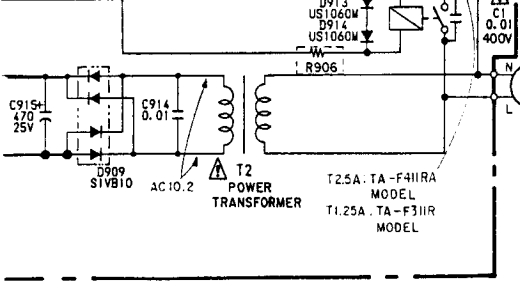 D913
US1060M
D914
US1060M
R906
C1
0.01
400V
N
L
C915+
470
25V
C914
0.01
D909
S1VB10
AC10.2
T2
POWER
TRANSFORMER
T2.5A . TA-F411RA
MODEL
T1.25A . TA-F311R
MODEL